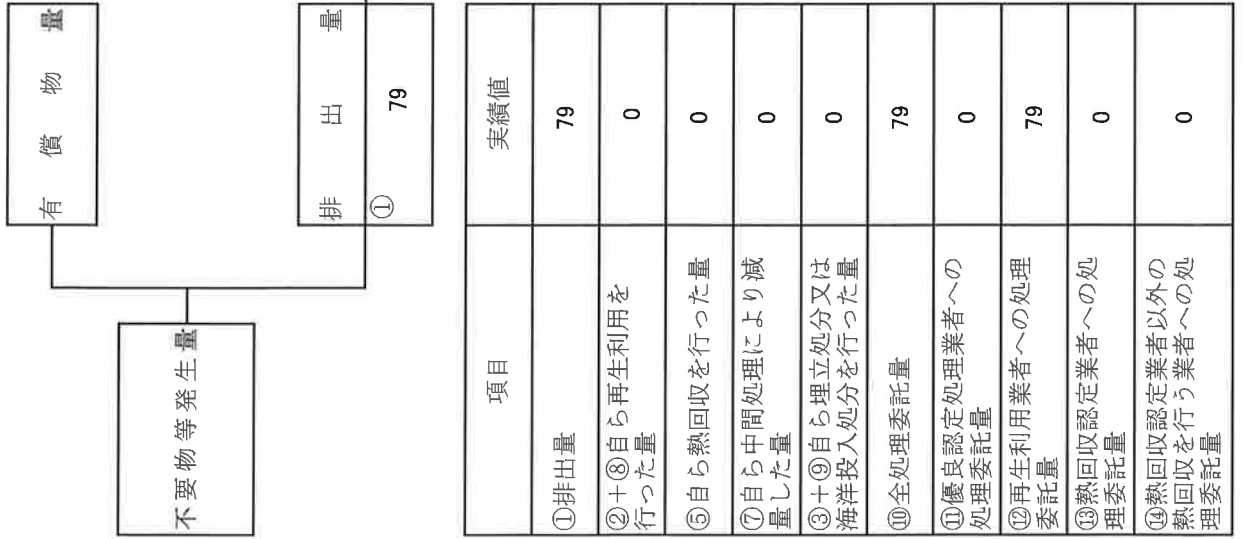 不要物等発生量
有償物量
排出量
①
79
項目
実績値
①排出量
79
②+⑧自ら再生利用を
行った量
0
⑤自ら熱回収を行った量
0
⑦自ら中間処理により減
量した量
0
③+⑨自ら埋立処分又は
海洋投入処分を行った量
0
⑩全処理委託量
79
⑪優良認定処理業者への
処理委託量
0
⑫再生利用業者への処理
委託量
79
⑬熱回収認定業者への処
理委託量
0
⑭熱回収認定業者以外の
熱回収を行う業者への処
理委託量
0